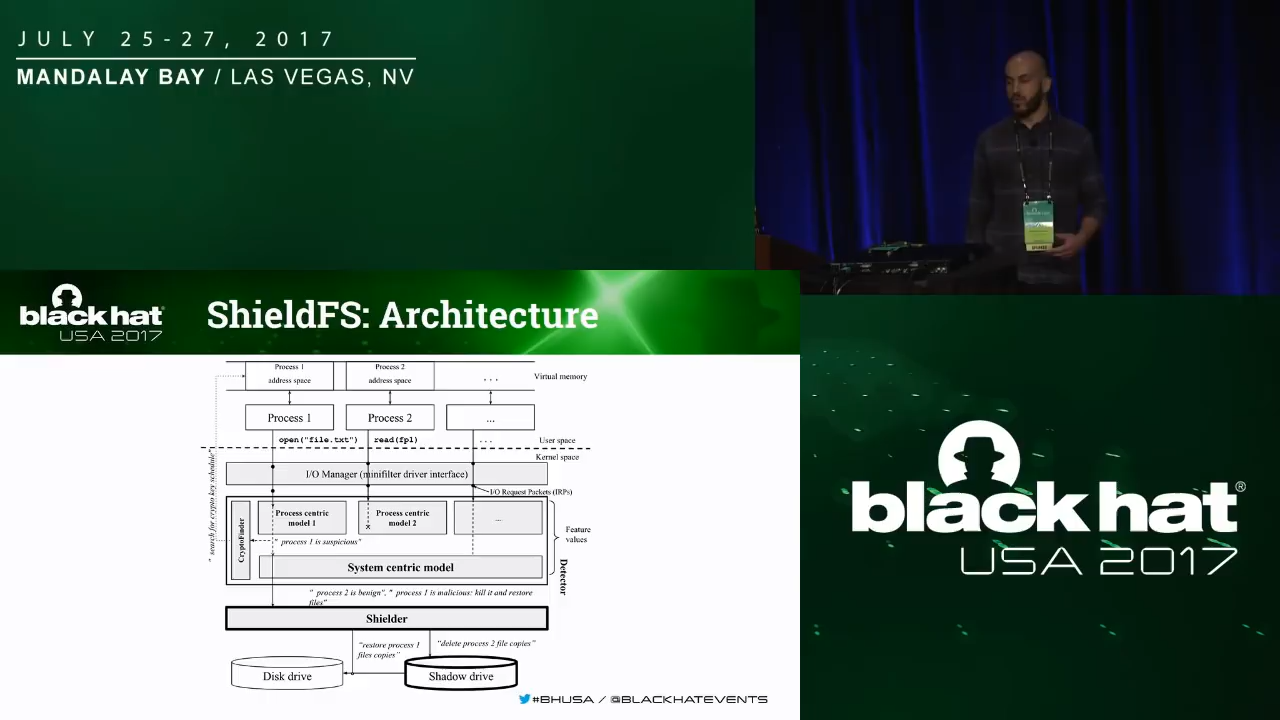 JULY 25-27, 2017
MANDALAY BAY / LAS VEGAS, NV
black hat
USA 2017
ShieldFS: Architecture
Process 1
address space
Process 2
address space
...
Virtual memory
Process 1
Process 2
...
open("file.txt")
read(fp1)
...
User space
Kernel space
I/O Manager (minifilter driver interface)
I/O Request Packets (IRPs)
" search for crypto key schedule"
CryptoFinder
Process centric
model 1
Process centric
model 2
...
Feature
values
" process 1 is suspicious"
System centric model
Detector
" process 2 is benign", " process 1 is malicious: kill it and restore
files"
Shielder
"restore process 1
files copies"
"delete process 2 file copies"
Disk drive
Shadow drive
#BHUSA / @BLACKHATEVENTS
black hat®
USA 2017